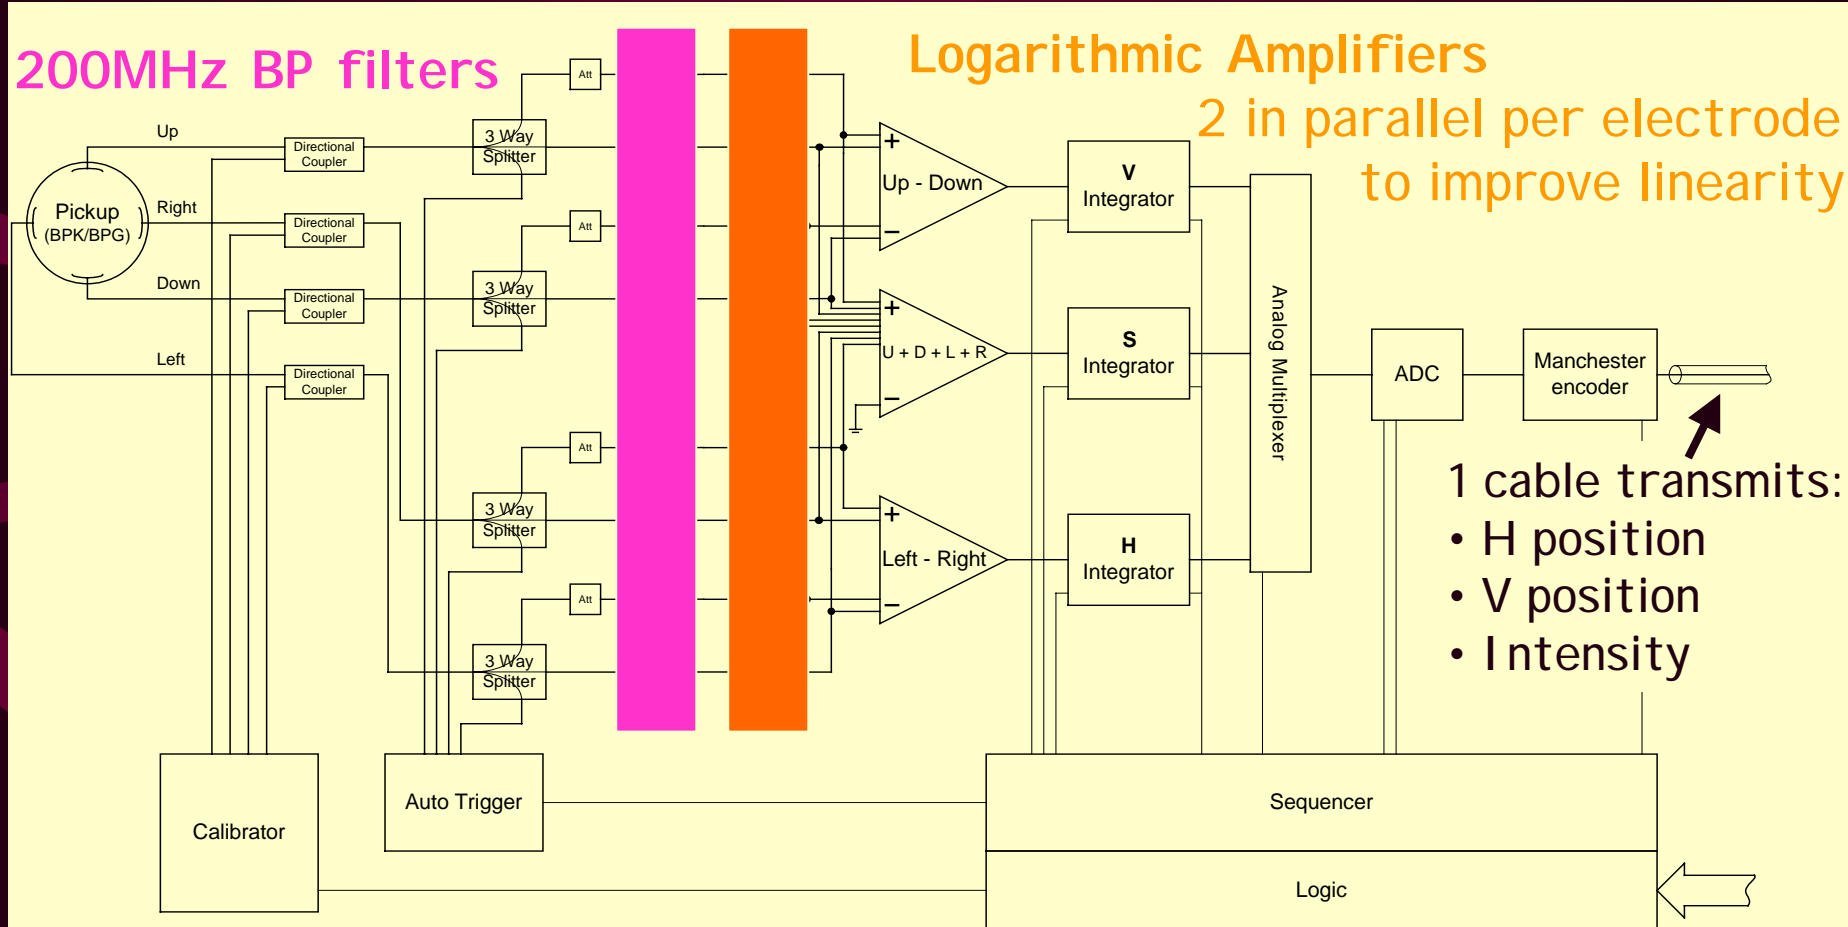 200MHz BP filters
Logarithmic Amplifiers
2 in parallel per electrode
to improve linearity
Att
Up
Directional
Coupler
3 Way
Splitter
+
Up - Down
−
V
Integrator
Pickup
(BPK/BPG)
Right
Directional
Coupler
Att
Down
Directional
Coupler
3 Way
Splitter
+
U + D + L + R
−
S
Integrator
Analog Multiplexer
ADC
Manchester
encoder
Left
Directional
Coupler
Att
3 Way
Splitter
+
Left - Right
−
H
Integrator
Att
3 Way
Splitter
1 cable transmits:
• H position
• V position
• Intensity
Calibrator
Auto Trigger
Sequencer
Logic